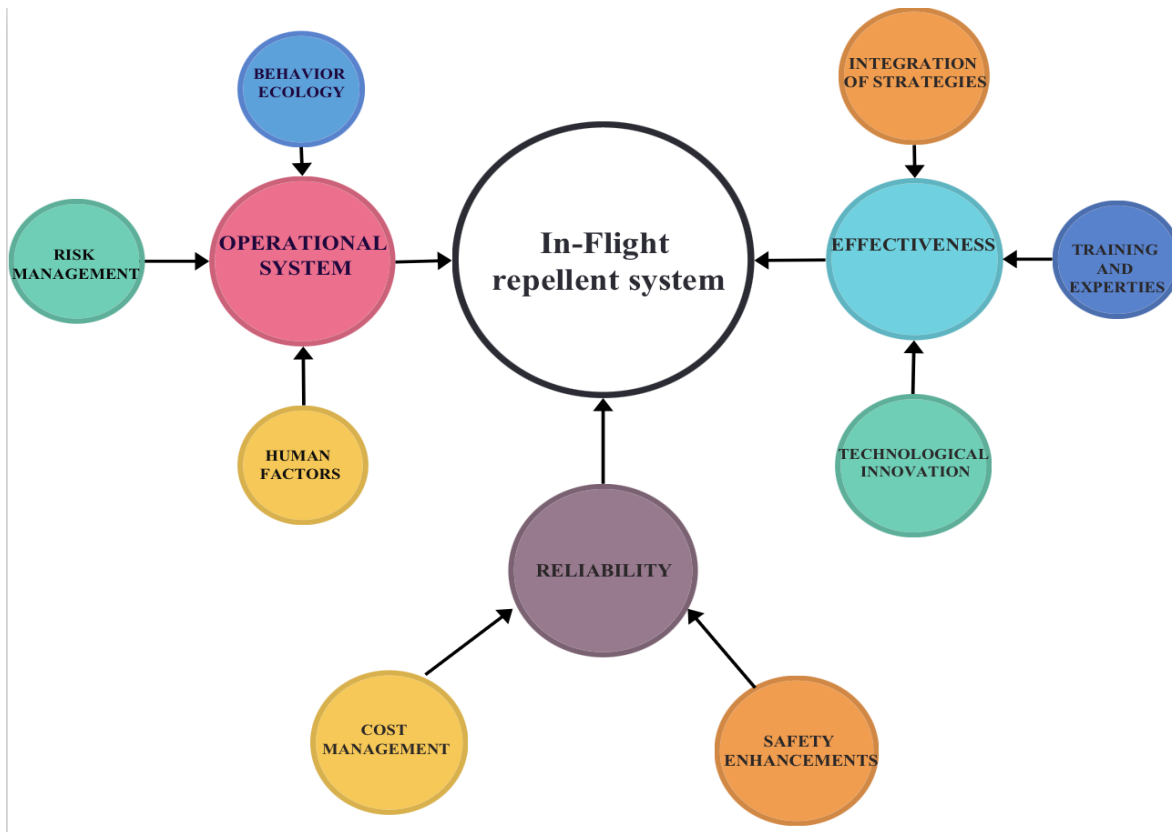 BEHAVIOR
ECOLOGY
INTEGRATION
OF STRATEGIES
RISK
MANAGEMENT
OPERATIONAL
SYSTEM
In-Flight
repellent system
EFFECTIVENESS
TRAINING
AND
EXPERTIES
HUMAN
FACTORS
TECHNOLOGICAL
INNOVATION
RELIABILITY
COST
MANAGEMENT
SAFETY
ENHANCEMENTS